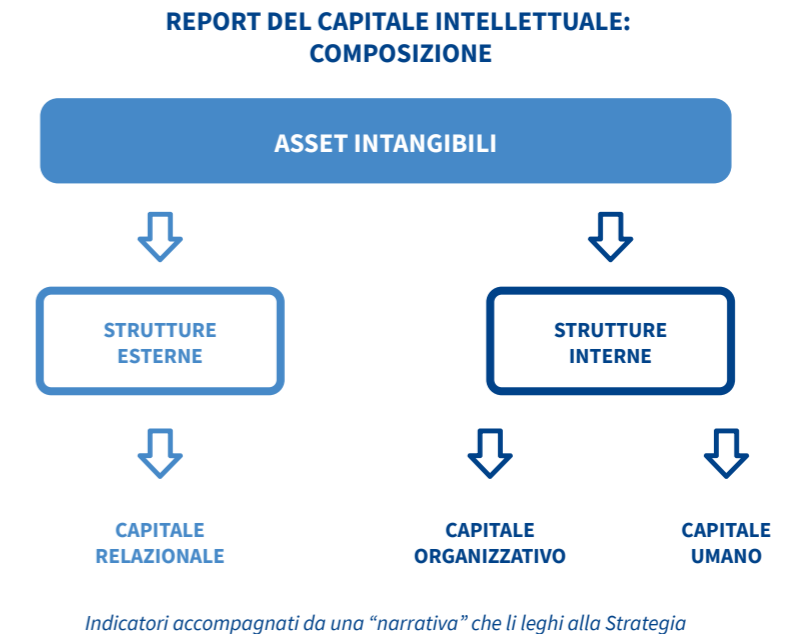 REPORT DEL CAPITALE INTELLETTUALE:
COMPOSIZIONE
ASSET INTANGIBILI
STRUTTURE
ESTERNE
STRUTTURE
INTERNE
CAPITALE
RELAZIONALE
CAPITALE
ORGANIZZATIVO
CAPITALE
UMANO
Indicatori accompagnati da una “narrativa” che li leghi alla Strategia